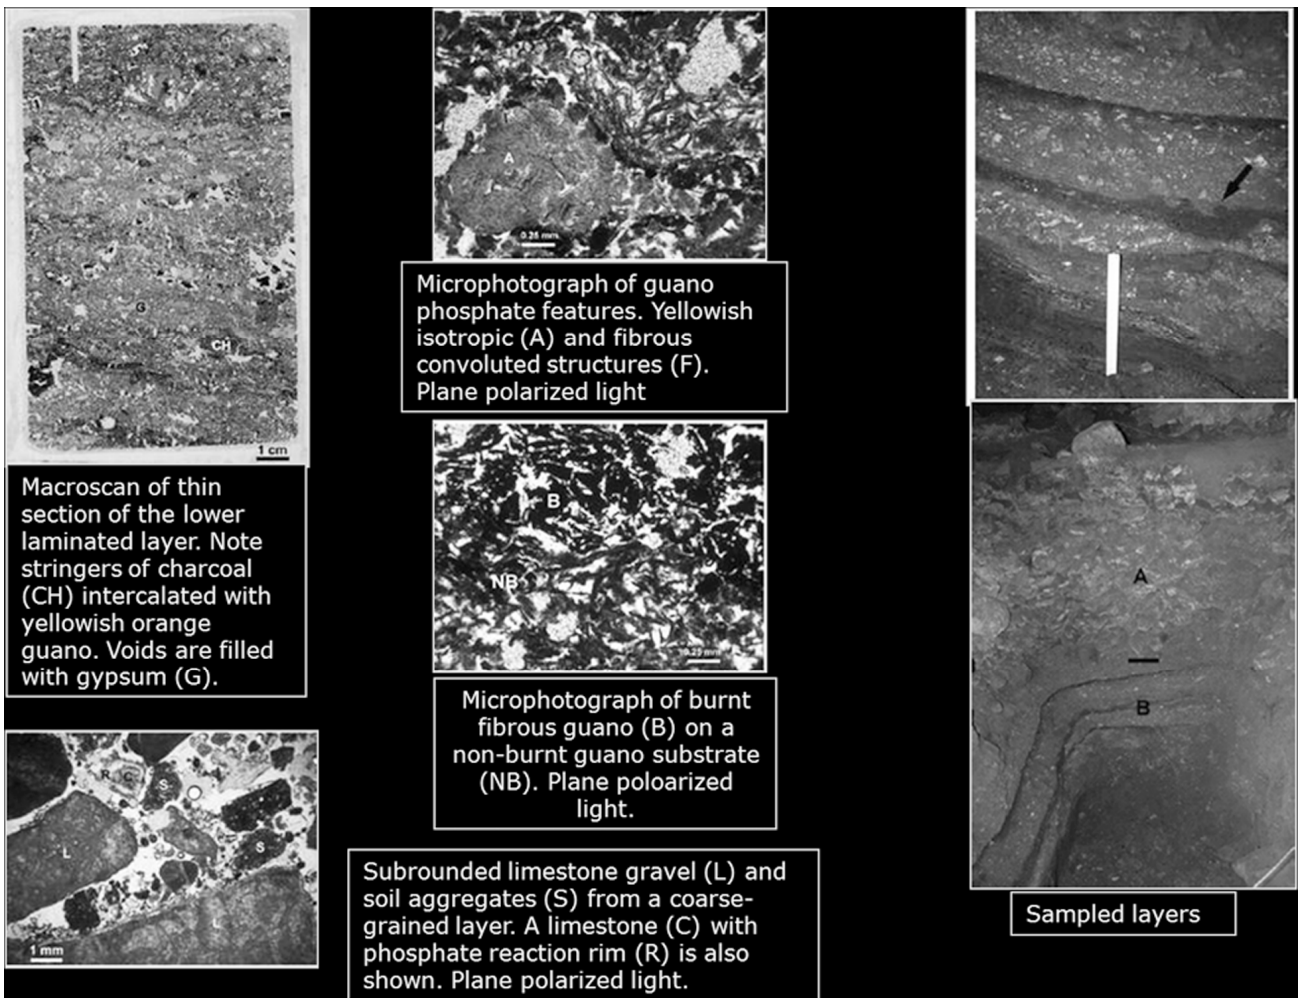 G
CH
1 cm
Macroscan of thin
section of the lower
laminated layer. Note
stringers of charcoal
(CH) intercalated with
yellowish orange
guano. Voids are filled
with gypsum (G).
R
C
S
L
S
L
1 mm
F
A
0.25 mm
Microphotograph of guano
phosphate features. Yellowish
isotropic (A) and fibrous
convoluted structures (F).
Plane polarized light
B
NB
0.25 mm
Microphotograph of burnt
fibrous guano (B) on a
non-burnt guano substrate
(NB). Plane poloarized
light.
Subrounded limestone gravel (L) and
soil aggregates (S) from a coarse-
grained layer. A limestone (C) with
phosphate reaction rim (R) is also
shown. Plane polarized light.
A
B
Sampled layers